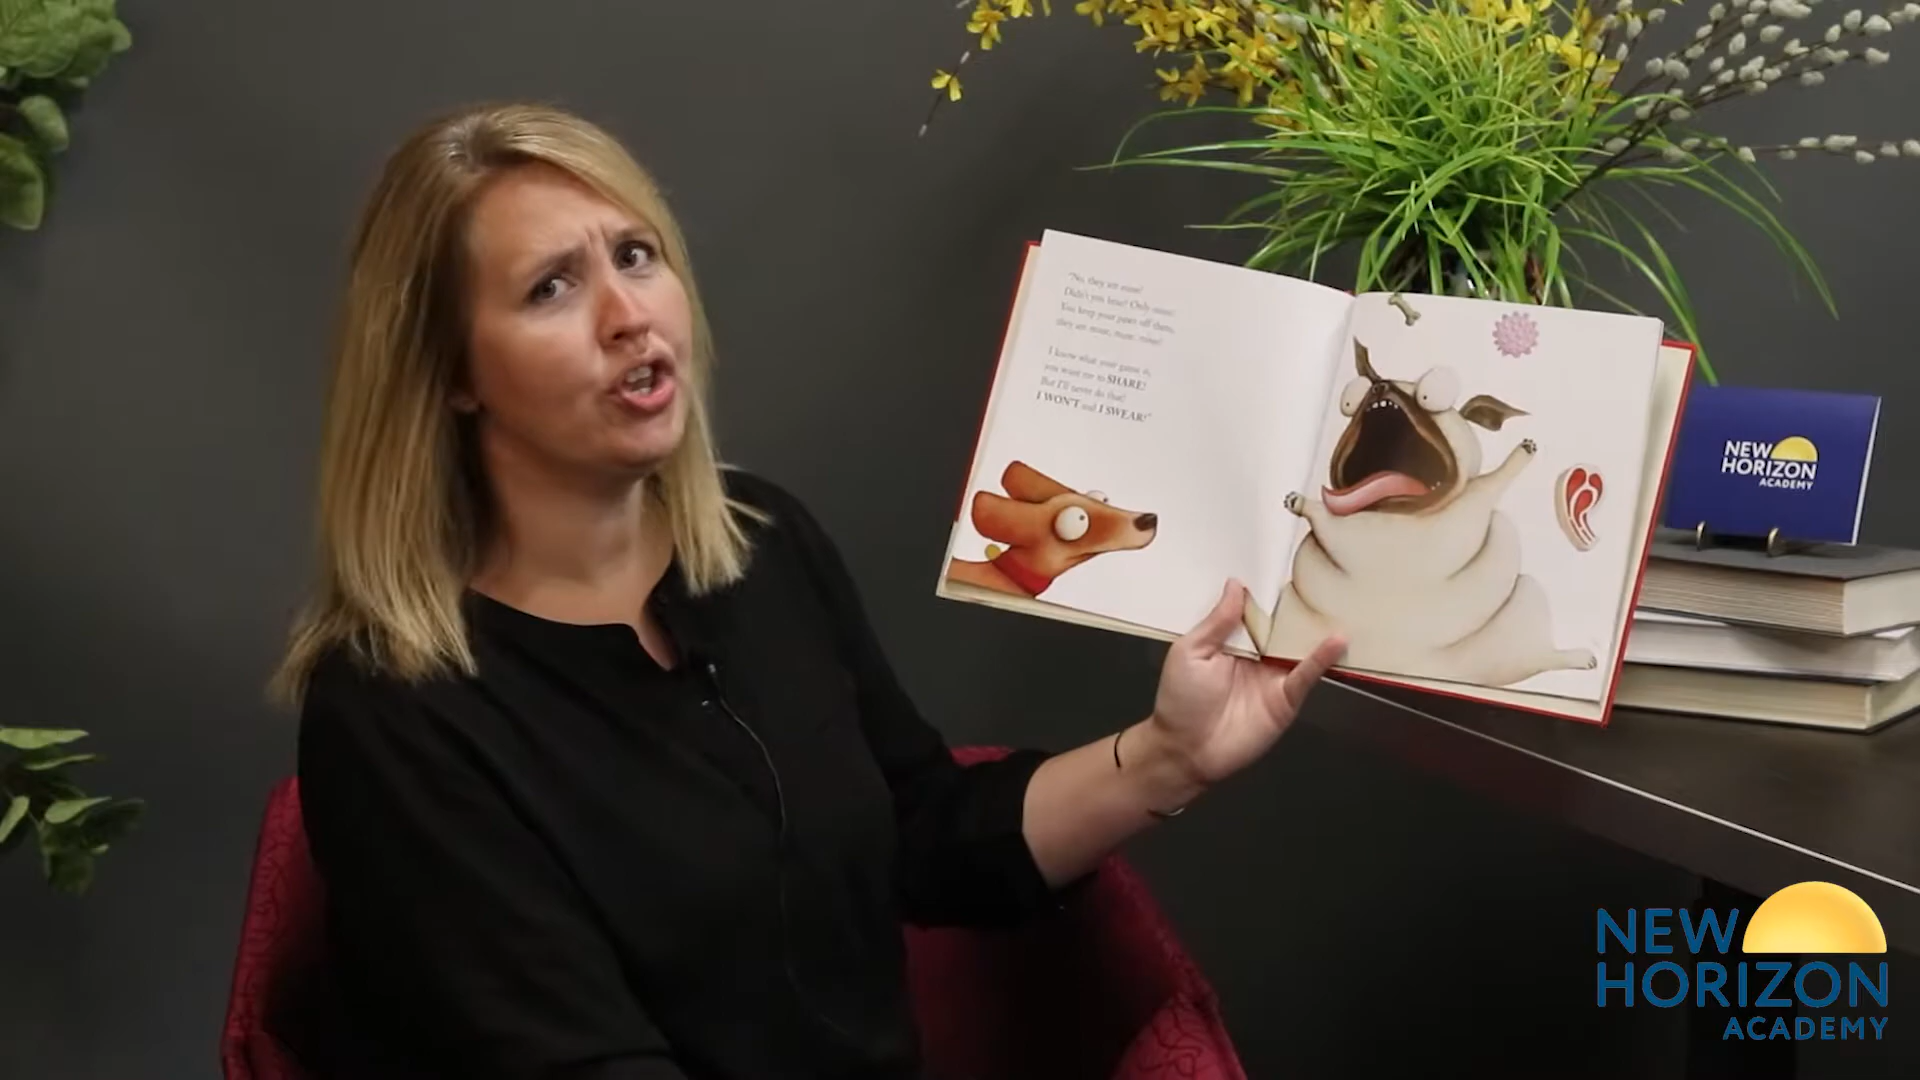 "No, they are mine!
Didn't you hear? Only mine!
You keep your paws off them,
they are mine, mine, mine!
I know what your game is,
you want me to SHARE!
But I'll never do that!
I WON'T and I SWEAR!"
NEW
HORIZON
ACADEMY
NEW
HORIZON
ACADEMY